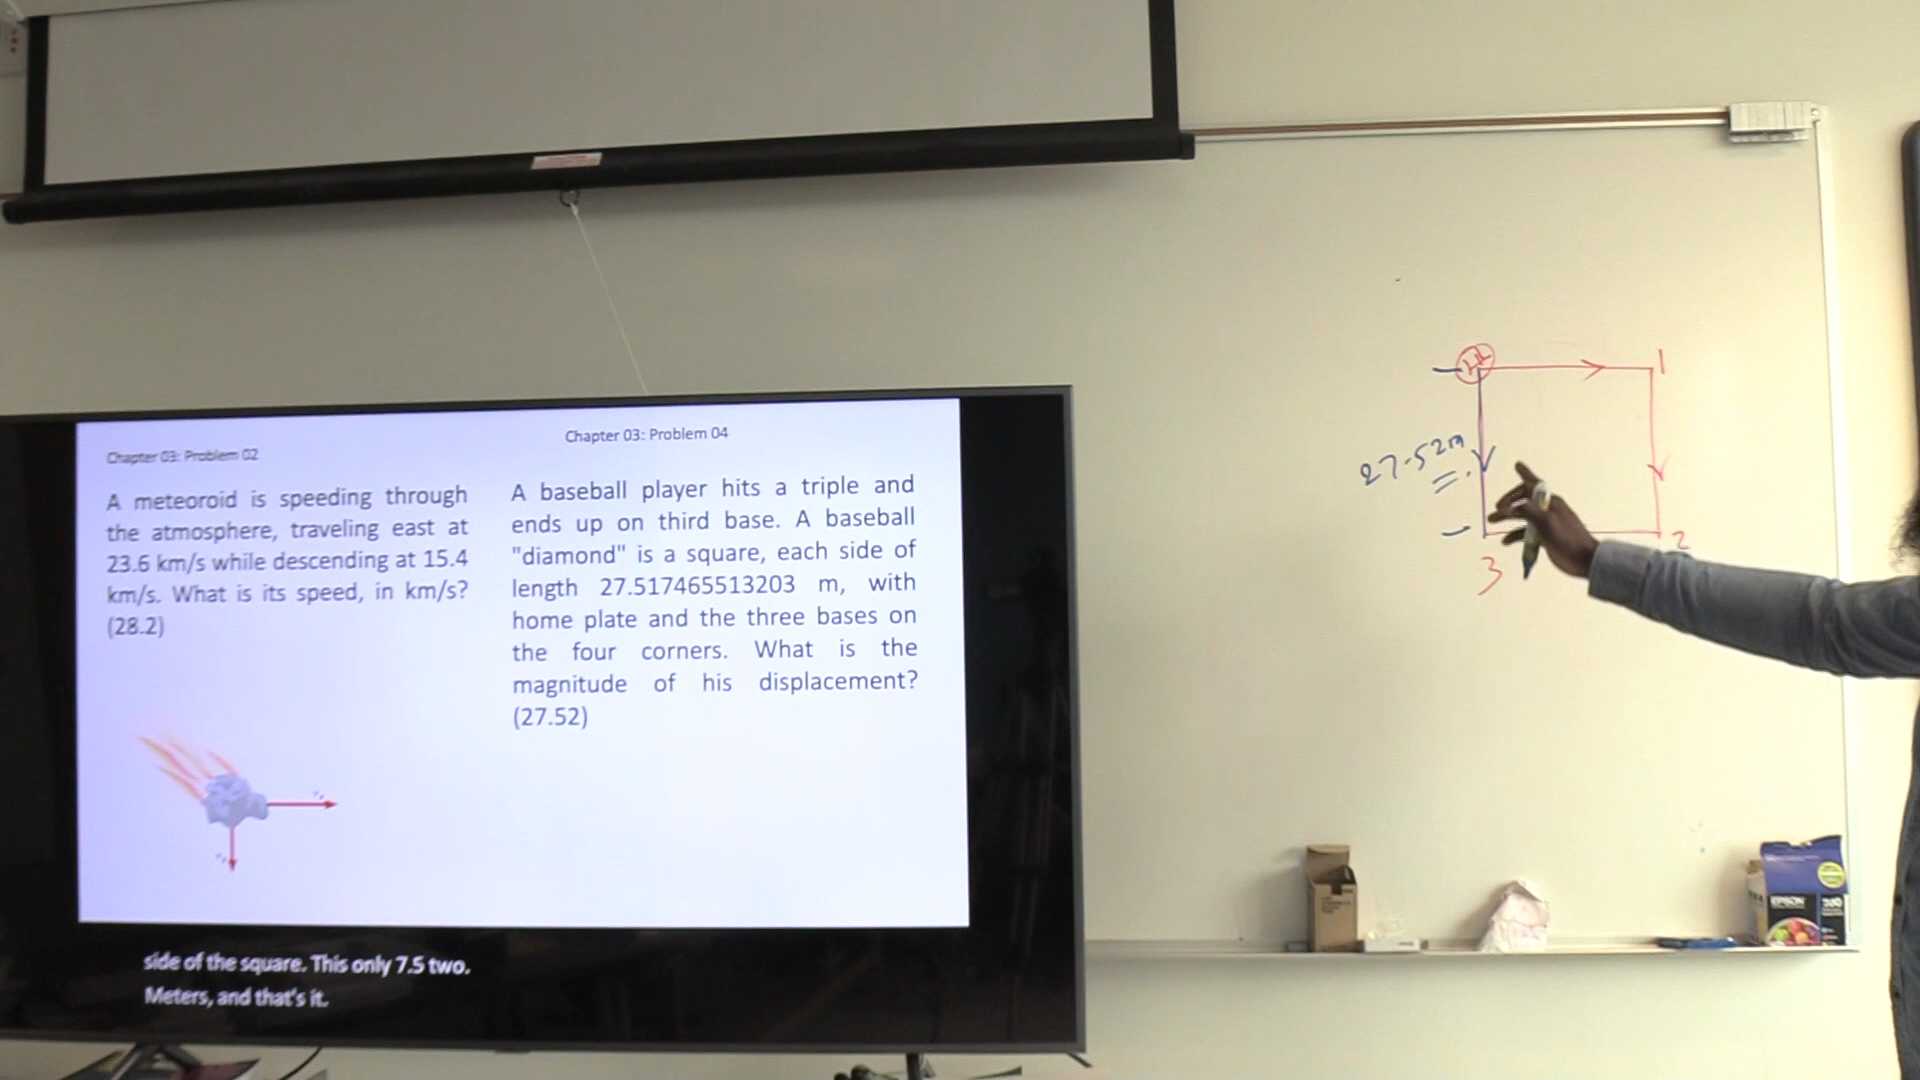 Chapter 03: Problem 02
A meteoroid is speeding through
the atmosphere, traveling east at
23.6 km/s while descending at 15.4
km/s. What is its speed, in km/s?
(28.2)
Chapter 03: Problem 04
A baseball player hits a triple and
ends up on third base. A baseball
"diamond" is a square, each side of
length 27.517465513203 m, with
home plate and the three bases on
the four corners. What is the
magnitude of his displacement?
(27.52)
side of the square. This only 7.5 two.
Meters, and that's it.
1
27.52m
2
3
EPSON